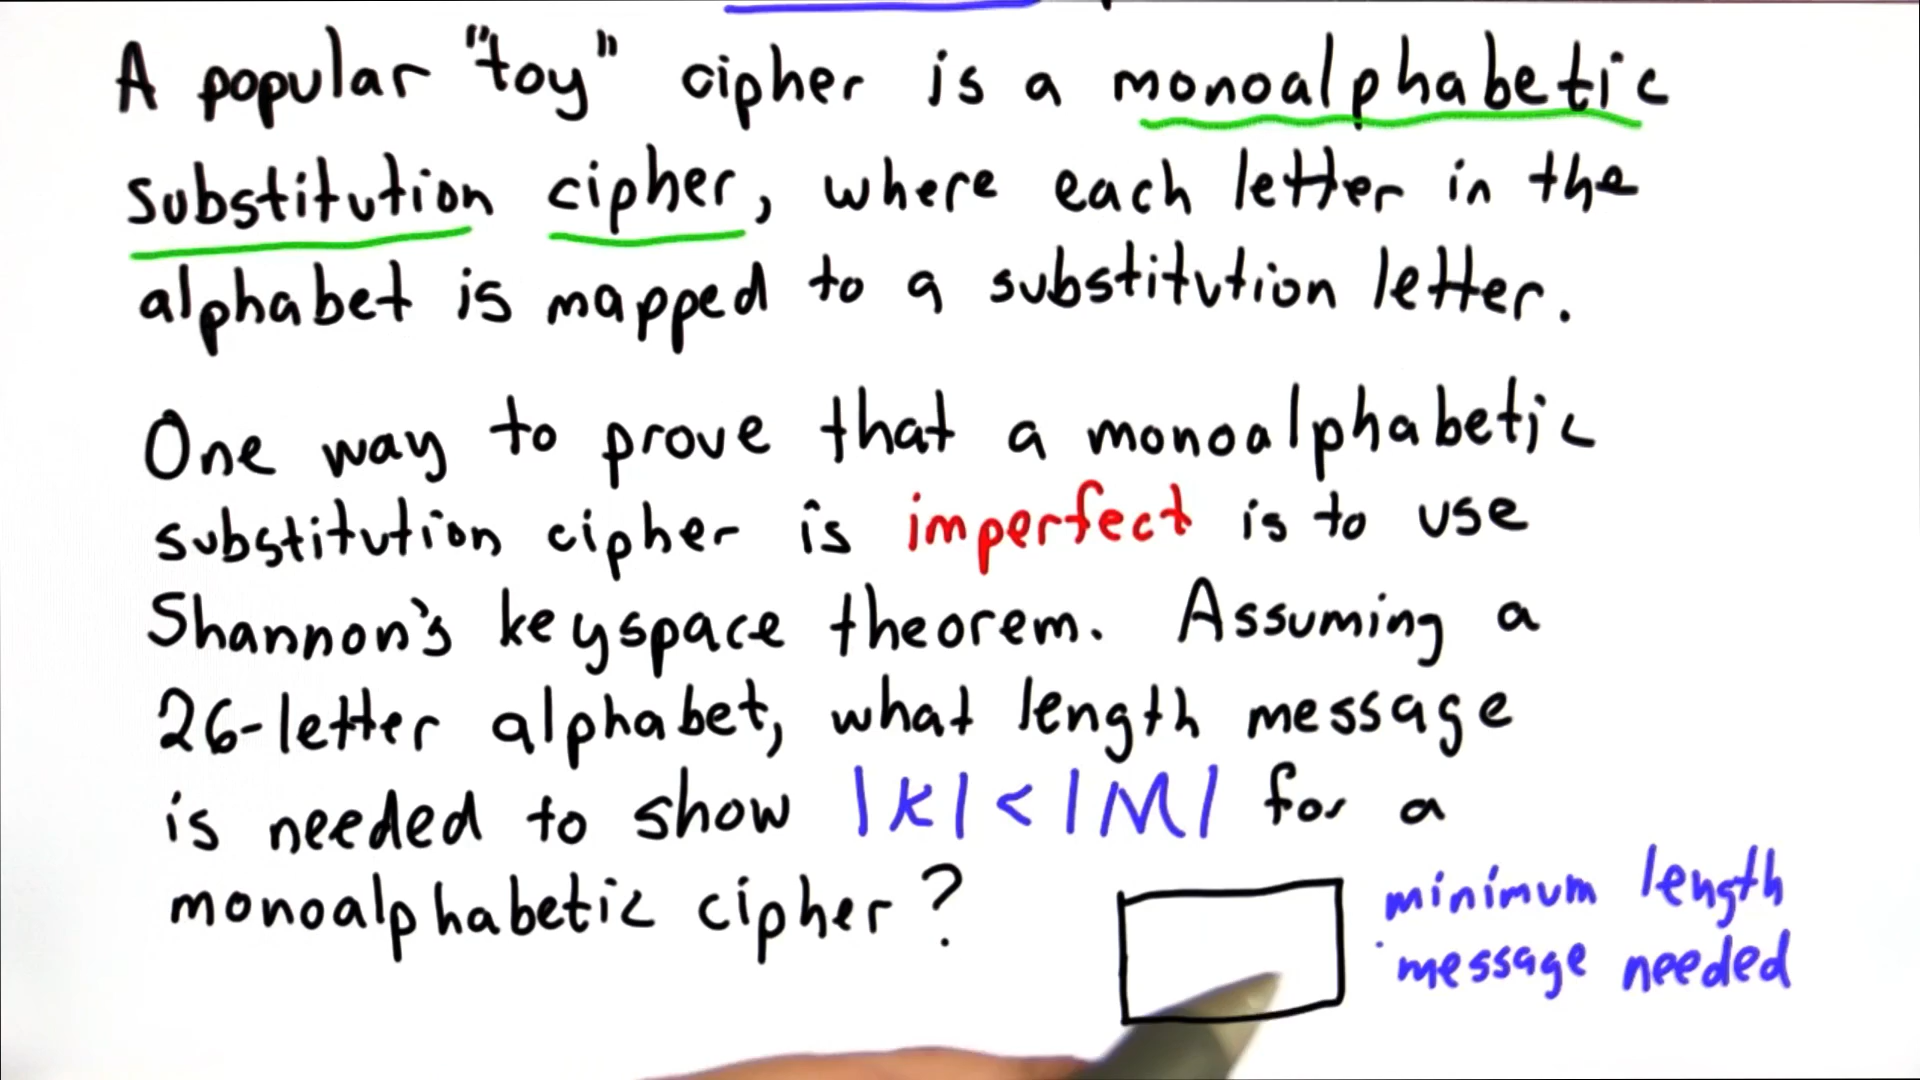 A popular "toy" cipher is a monoalphabetic
substitution cipher, where each letter in the
alphabet is mapped to a substitution letter.
One way to prove that a monoalphabetic
substitution cipher is imperfect is to use
Shannon's keyspace theorem. Assuming a
26-letter alphabet, what length message
is needed to show |K| < |M| for a
monoalphabetic cipher?
minimum length
message needed